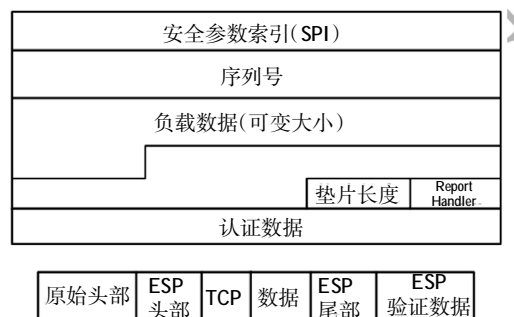 安全参数索引(SPI)
序列号
负载数据(可变大小)
垫片长度 Report
Handler
认证数据
原始头部 ESP
头部 TCP 数据 ESP
尾部 ESP
验证数据